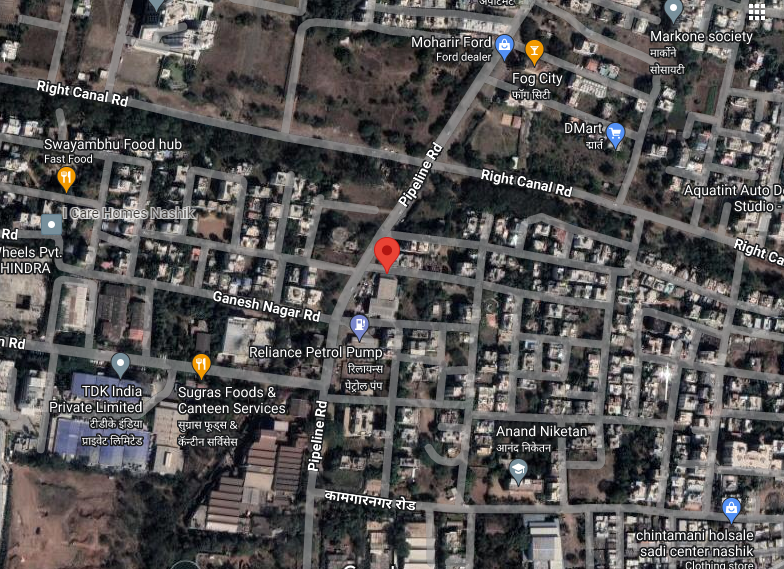 अपार्टमेंट
Moharir Ford
Ford dealer
Fog City
फॉग सिटी
Markone society
मार्कोने
सोसायटी
Right Canal Rd
DMart
द मार्त
Swayambhu Food hub
Fast Food
Pipeline Rd
Right Canal Rd
Aquatint Auto D
Studio -
I Care Homes Nashik
Rd
Wheels Pvt.
HINDRA
Right Ca
Ganesh Nagar Rd
n Rd
Reliance Petrol Pump
रिलायन्स
पेट्रोल पंप
TDK India
Private Limited
टीडीके इंडिया
प्राइवेट लिमिटेड
Sugras Foods &
Canteen Services
सुग्रास फूड्स &
कॅन्टीन सर्विसेस
Pipeline Rd
Anand Niketan
आनंद निकेतन
कामगारनगर रोड
chintamani holsale
sadi center nashik
Clothing store